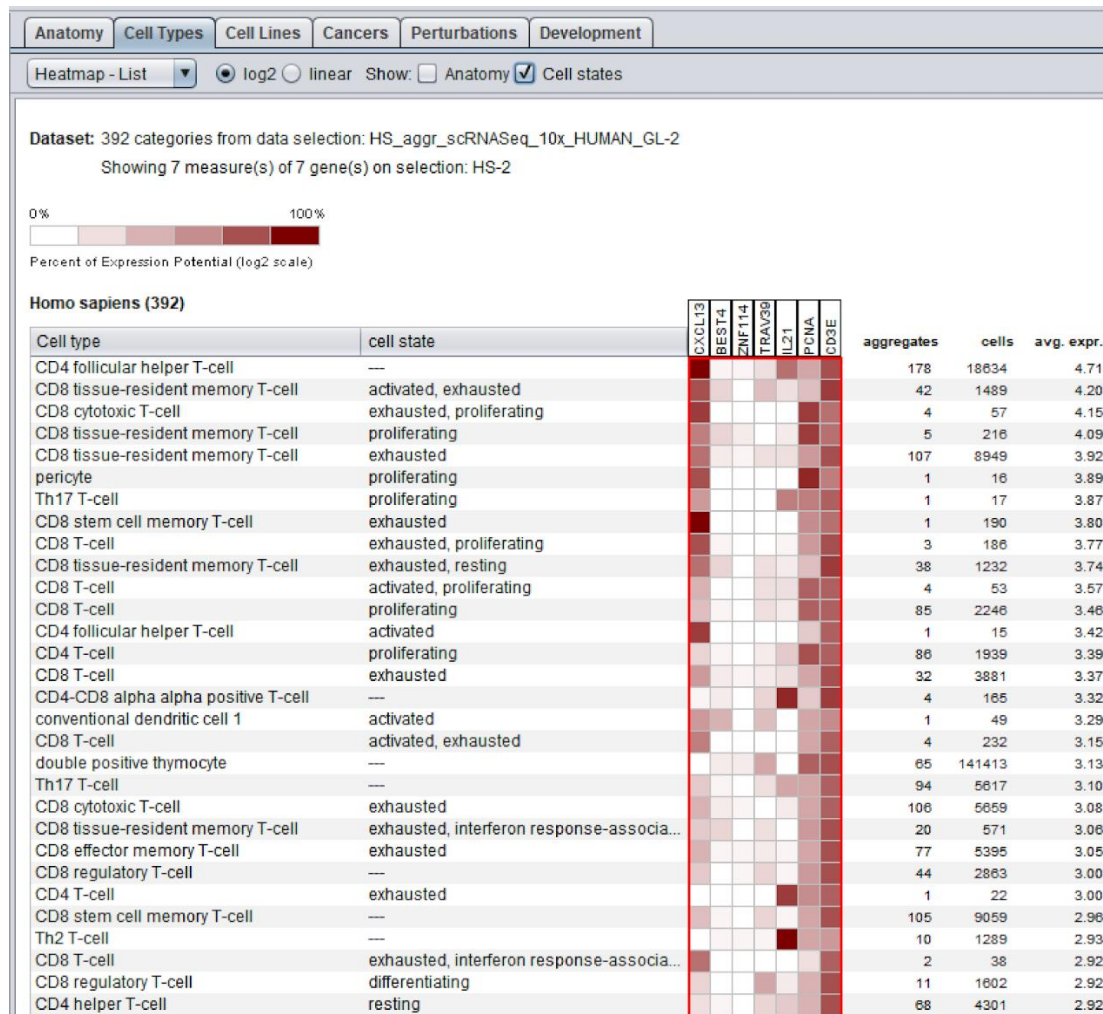 Anatomy Cell Types Cell Lines Cancers Perturbations Development
Heatmap - List log2 linear Show: Anatomy Cell states
Dataset: 392 categories from data selection: HS_aggr_scRNASeq_10x_HUMAN_GL-2
Showing 7 measure(s) of 7 gene(s) on selection: HS-2
0% 100%
Percent of Expression Potential (log2 scale)
Homo sapiens (392)
Cell type cell state CXCL13 BEST4 ZNF114 TRAV39 IL21 PCNA CD3E aggregates cells avg. expr.
CD4 follicular helper T-cell --- 178 18634 4.71
CD8 tissue-resident memory T-cell activated, exhausted 42 1489 4.20
CD8 cytotoxic T-cell exhausted, proliferating 4 57 4.15
CD8 tissue-resident memory T-cell proliferating 5 216 4.09
CD8 tissue-resident memory T-cell exhausted 107 8949 3.92
pericyte proliferating 1 16 3.89
Th17 T-cell proliferating 1 17 3.87
CD8 stem cell memory T-cell exhausted 1 190 3.80
CD8 T-cell exhausted, proliferating 3 186 3.77
CD8 tissue-resident memory T-cell exhausted, resting 38 1232 3.74
CD8 T-cell activated, proliferating 4 53 3.57
CD8 T-cell proliferating 85 2246 3.46
CD4 follicular helper T-cell activated 1 15 3.42
CD4 T-cell proliferating 86 1939 3.39
CD8 T-cell exhausted 32 3881 3.37
CD4-CD8 alpha alpha positive T-cell --- 4 165 3.32
conventional dendritic cell 1 activated 1 49 3.29
CD8 T-cell activated, exhausted 4 232 3.15
double positive thymocyte --- 65 141413 3.13
Th17 T-cell --- 94 5617 3.10
CD8 cytotoxic T-cell exhausted 106 5659 3.08
CD8 tissue-resident memory T-cell exhausted, interferon response-associa... 20 571 3.06
CD8 effector memory T-cell exhausted 77 5395 3.05
CD8 regulatory T-cell --- 44 2863 3.00
CD4 T-cell exhausted 1 22 3.00
CD8 stem cell memory T-cell --- 105 9059 2.96
Th2 T-cell --- 10 1289 2.93
CD8 T-cell exhausted, interferon response-associa... 2 38 2.92
CD8 regulatory T-cell differentiating 11 1602 2.92
CD4 helper T-cell resting 68 4301 2.92